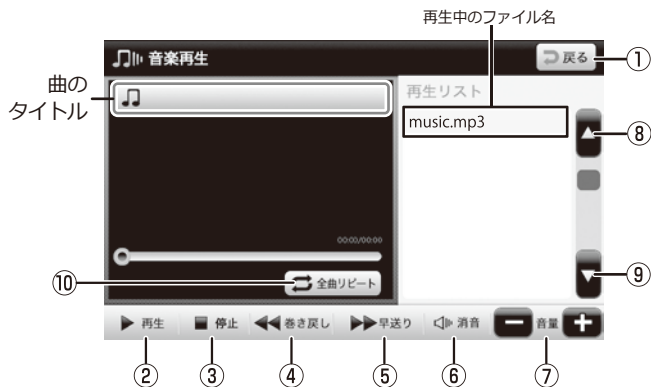 再生中のファイル名
音楽再生
戻る
①
曲の
タイトル
再生リスト
music.mp3
⑧
00:00/00:00
⑩
全曲リピート
⑨
再生
停止
巻き戻し
早送り
消音
音量
②
③
④
⑤
⑥
⑦